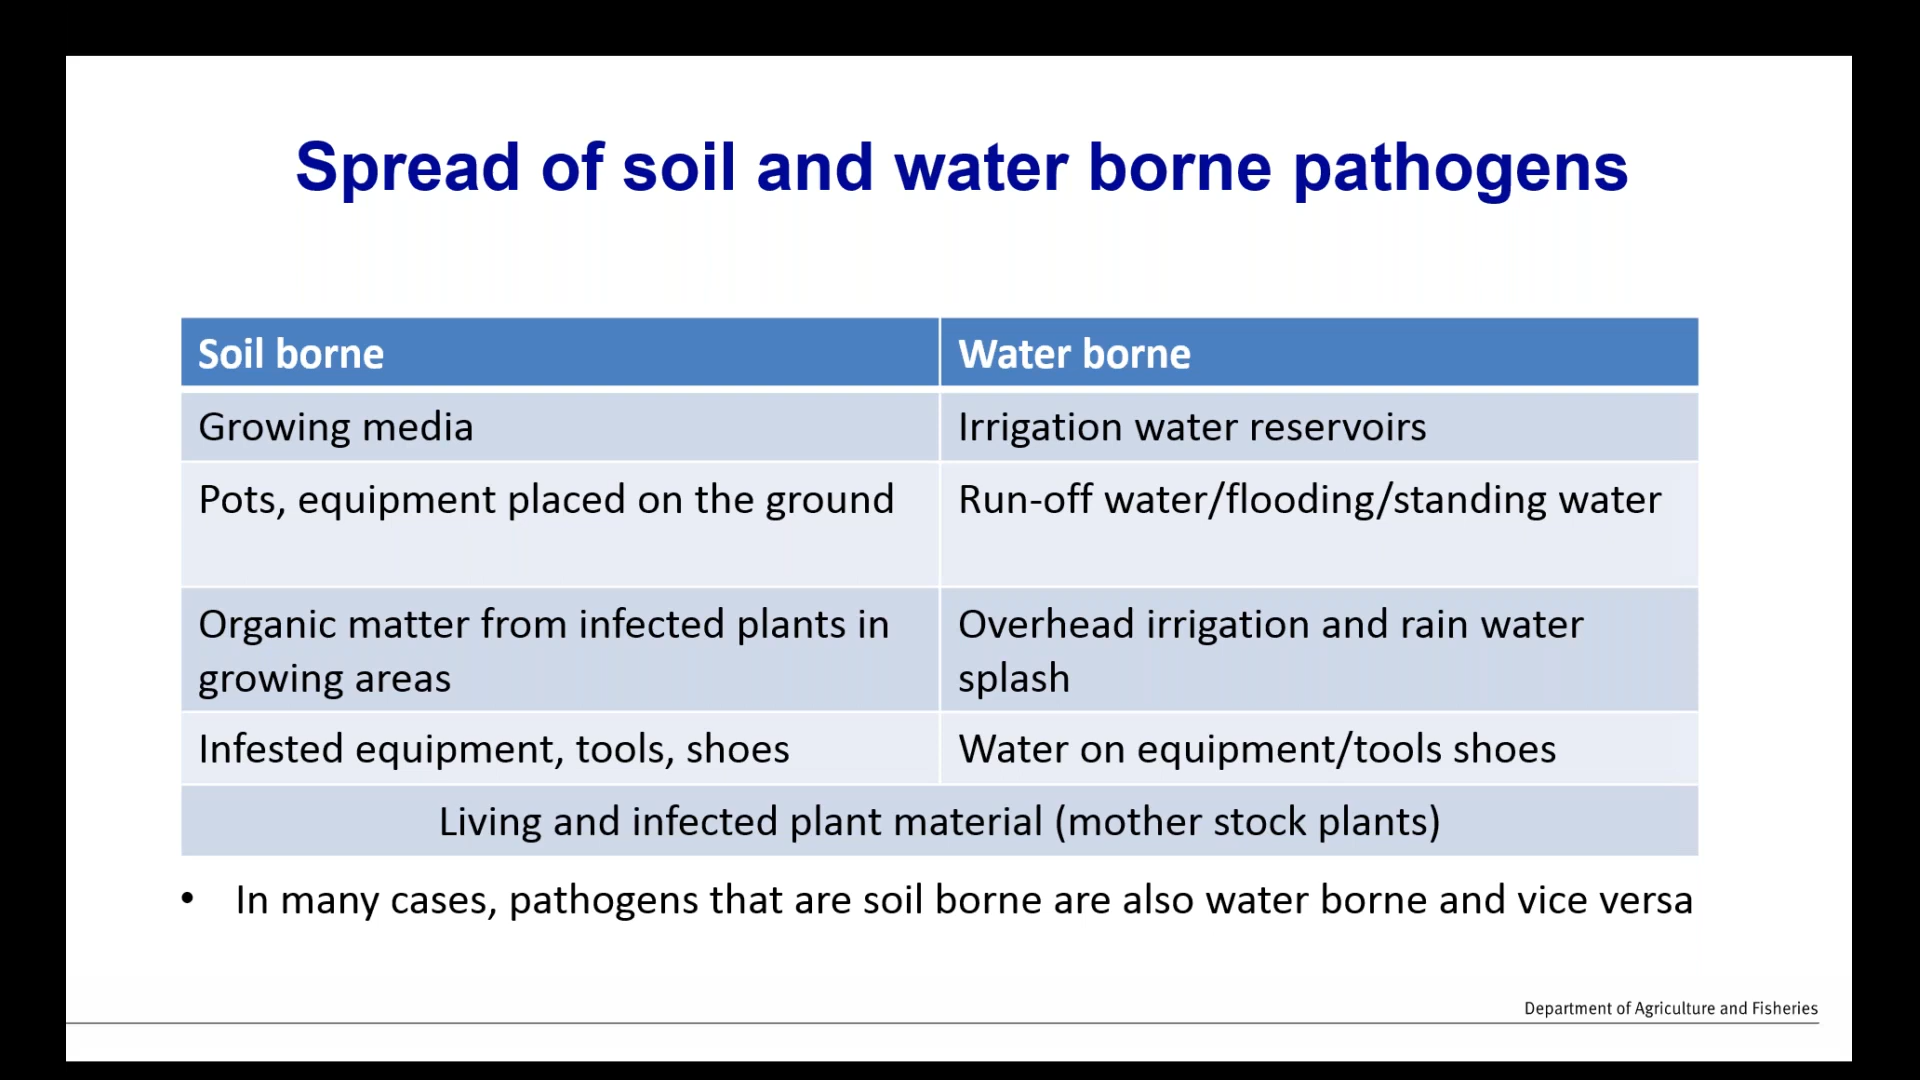 Spread of soil and water borne pathogens
Soil borne
Water borne
Growing media
Irrigation water reservoirs
Pots, equipment placed on the ground
Run-off water/flooding/standing water
Organic matter from infected plants in
growing areas
Overhead irrigation and rain water
splash
Infested equipment, tools, shoes
Water on equipment/tools shoes
Living and infected plant material (mother stock plants)
• In many cases, pathogens that are soil borne are also water borne and vice versa
Department of Agriculture and Fisheries